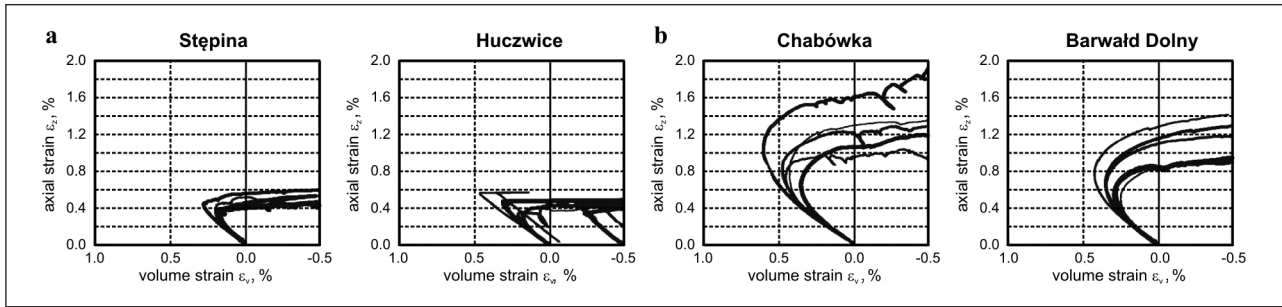 a
Stępina
axial strain εz, %
2.0
1.6
1.2
0.8
0.4
0.0
1.0 0.5 0.0 -0.5
volume strain εv, %
Huczwice
axial strain εz, %
2.0
1.6
1.2
0.8
0.4
0.0
1.0 0.5 0.0 -0.5
volume strain εv, %
b
Chabówka
axial strain εz, %
2.0
1.6
1.2
0.8
0.4
0.0
1.0 0.5 0.0 -0.5
volume strain εv, %
Barwałd Dolny
axial strain εz, %
2.0
1.6
1.2
0.8
0.4
0.0
1.0 0.5 0.0 -0.5
volume strain εv, %